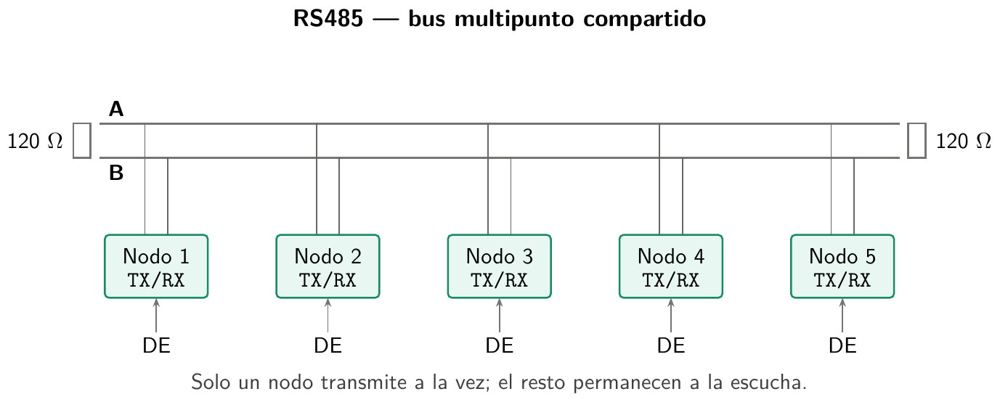 RS485 — bus multipunto compartido
A
120 Ω
120 Ω
B
Nodo 1
TX/RX
Nodo 2
TX/RX
Nodo 3
TX/RX
Nodo 4
TX/RX
Nodo 5
TX/RX
DE
DE
DE
DE
DE
Solo un nodo transmite a la vez; el resto permanecen a la escucha.